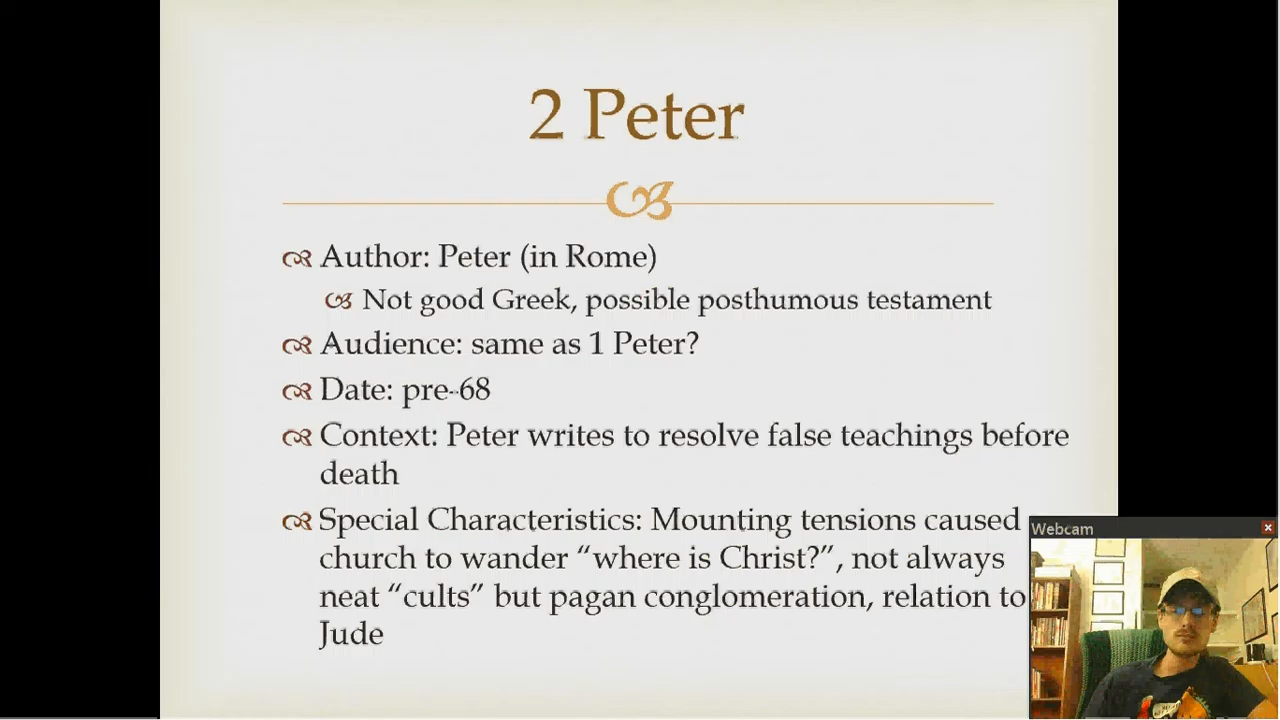 2 Peter
Author: Peter (in Rome)
Not good Greek, possible posthumous testament
Audience: same as 1 Peter?
Date: pre-68
Context: Peter writes to resolve false teachings before
death
Special Characteristics: Mounting tensions caused
church to wander “where is Christ?”, not always
neat “cults” but pagan conglomeration, relation to
Jude
Webcam